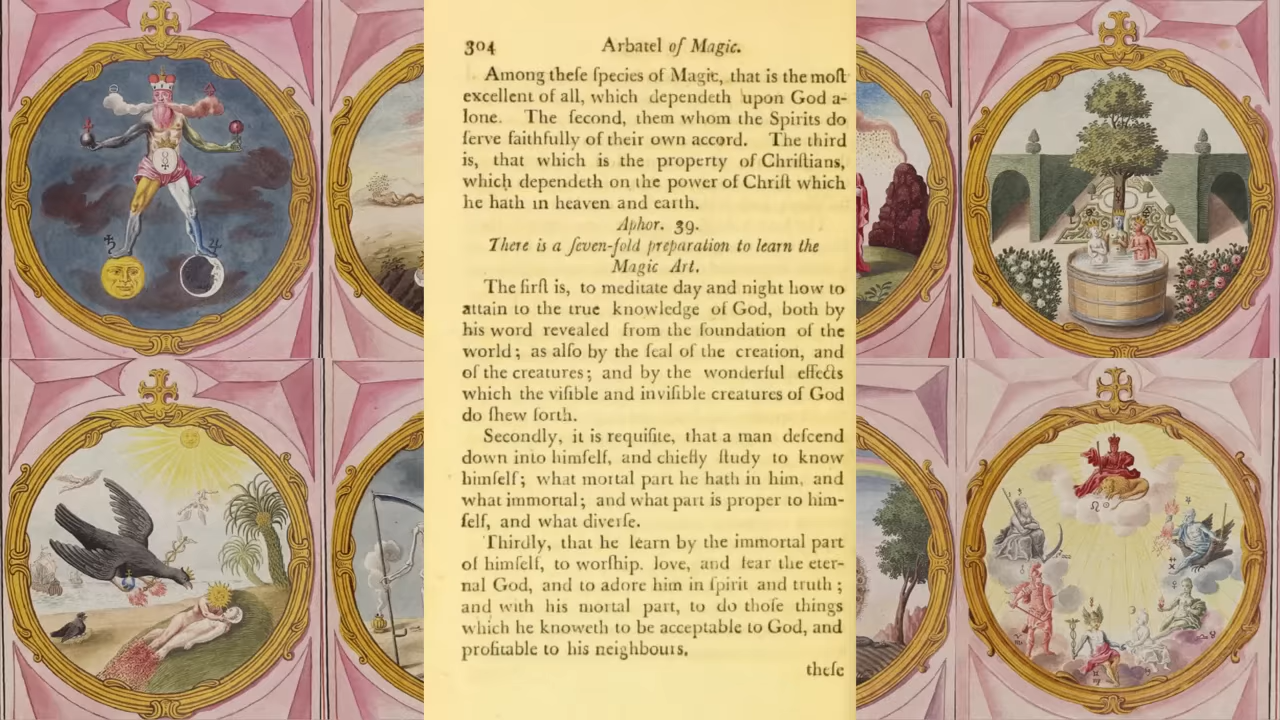 304 Arbatel of Magic.
Among theſe ſpecies of Magic, that is the moſt
excellent of all, which dependeth upon God a-
lone. The ſecond, them whom the Spirits do
ſerve faithfully of their own accord. The third
is, that which is the property of Chriſtians,
which dependeth on the power of Chriſt which
he hath in heaven and earth.
Aphor. 39.
There is a ſeven-fold preparation to learn the
Magic Art.
The firſt is, to meditate day and night how to
attain to the true knowledge of God, both by
his word revealed from the foundation of the
world; as alſo by the ſeal of the creation, and
of the creatures; and by the wonderful effects
which the viſible and inviſible creatures of God
do ſhew forth.
Secondly, it is requiſite, that a man deſcend
down into himſelf, and chiefly ſtudy to know
himſelf; what mortal part he hath in him, and
what immortal; and what part is proper to him-
ſelf, and what diverſe.
Thirdly, that he learn by the immortal part
of himſelf, to worſhip. love, and fear the eter-
nal God, and to adore him in ſpirit and truth;
and with his mortal part, to do thoſe things
which he knoweth to be acceptable to God, and
profitable to his neighbours.
theſe